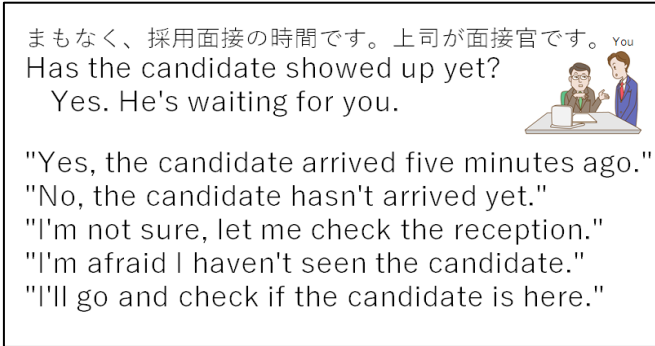 まもなく、採用面接の時間です。上司が面接官です。 You
Has the candidate showed up yet?
Yes. He's waiting for you.
"Yes, the candidate arrived five minutes ago."
"No, the candidate hasn't arrived yet."
"I'm not sure, let me check the reception."
"I'm afraid I haven't seen the candidate."
"I'll go and check if the candidate is here."